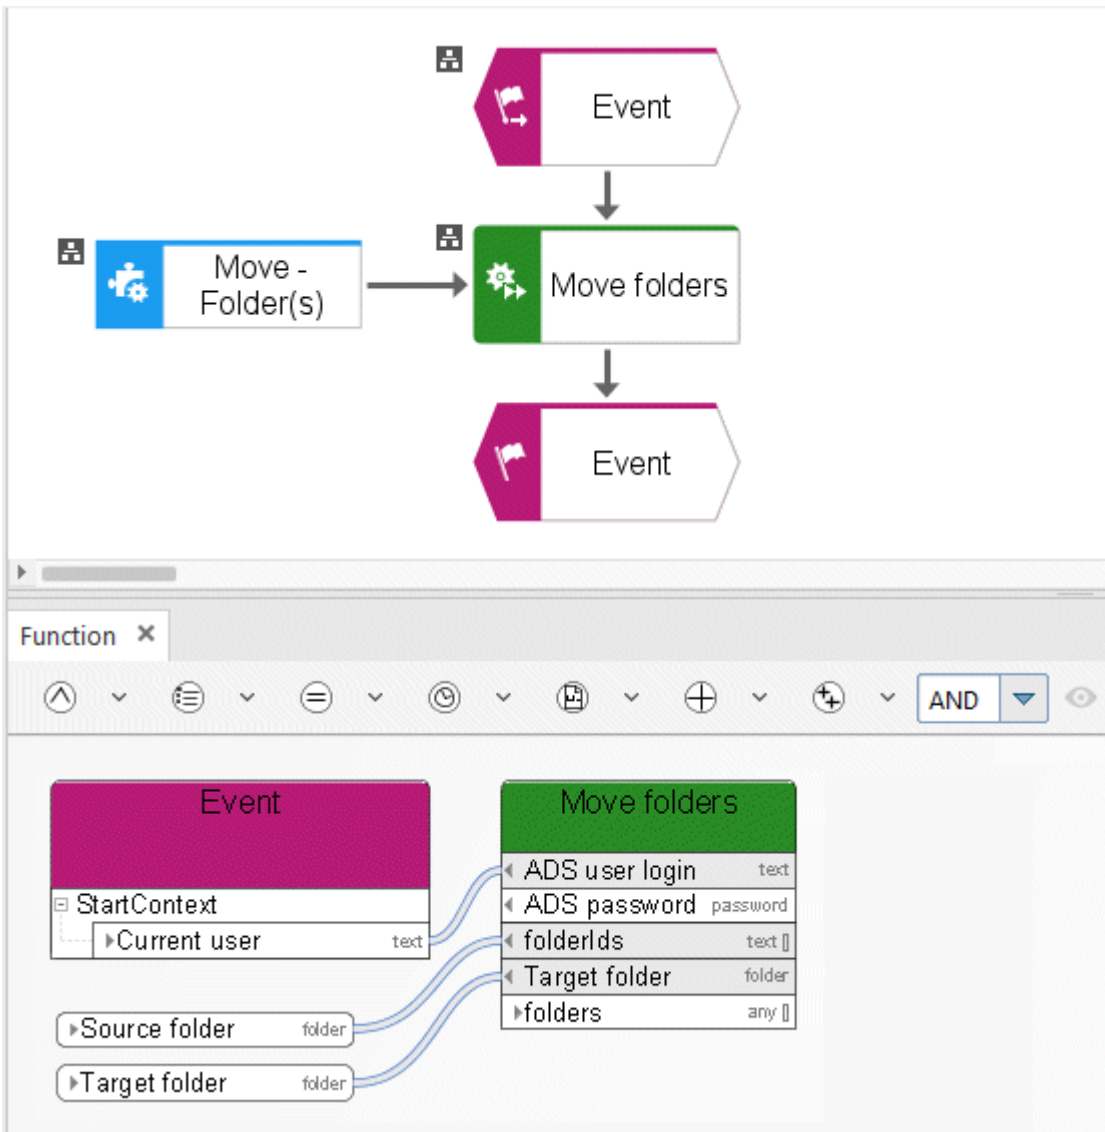 Event
Move -
Folder(s)
Move folders
Event
Function
AND
Event
StartContext
Current user text
Source folder folder
Target folder folder
Move folders
ADS user login text
ADS password password
folderIds text []
Target folder folder
folders any []